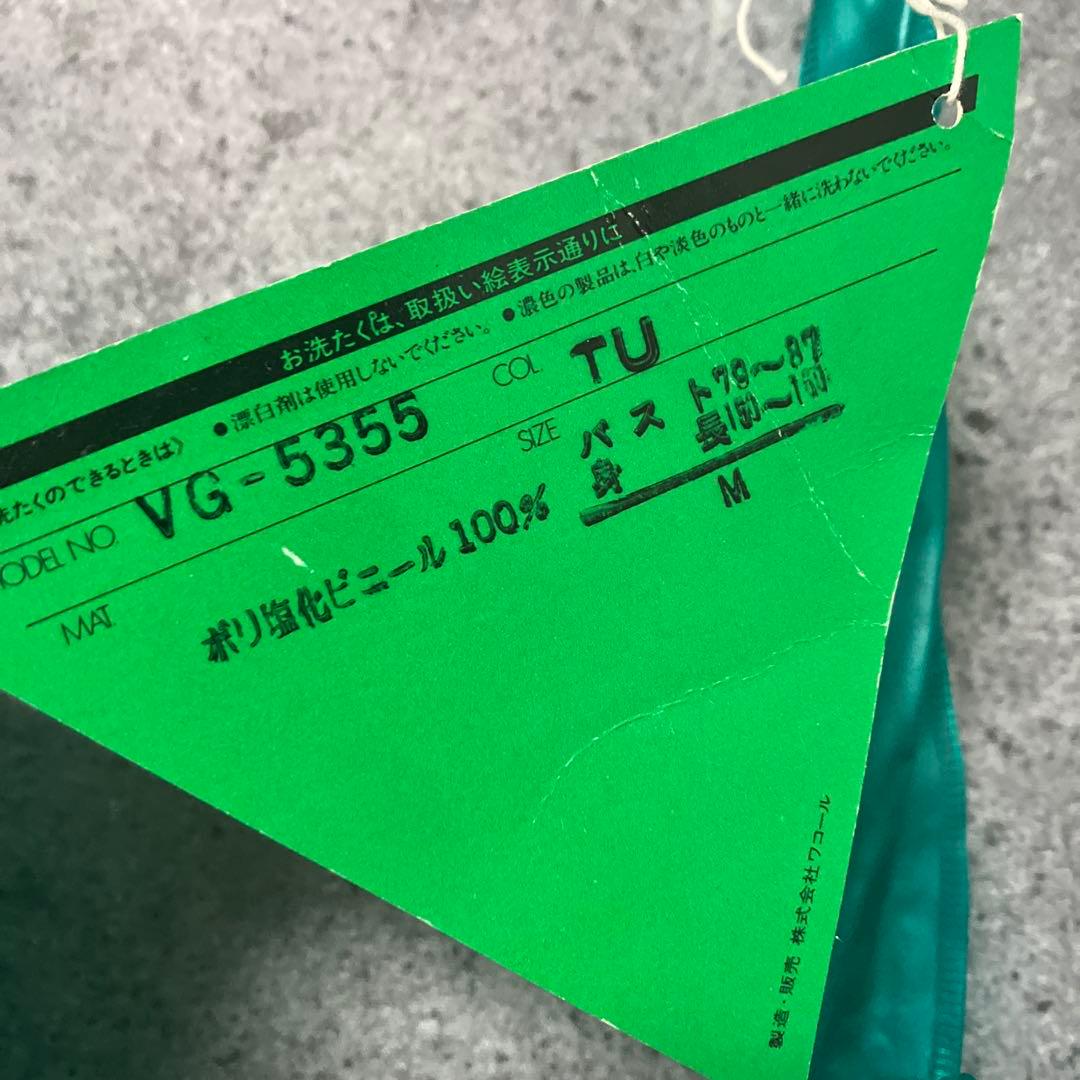 お洗たくは、取扱い絵表示通りに
洗たくのできるときは》 ●漂白剤は使用しないでください。 ●濃色の製品は、白や淡色のものと一緒に洗わないでください。
MODEL NO VG-5355 COL TU
MAT ポリ塩化ビニール100% SIZE バスト79〜87
身長150〜160
M
製造・販売 株式会社ワコール